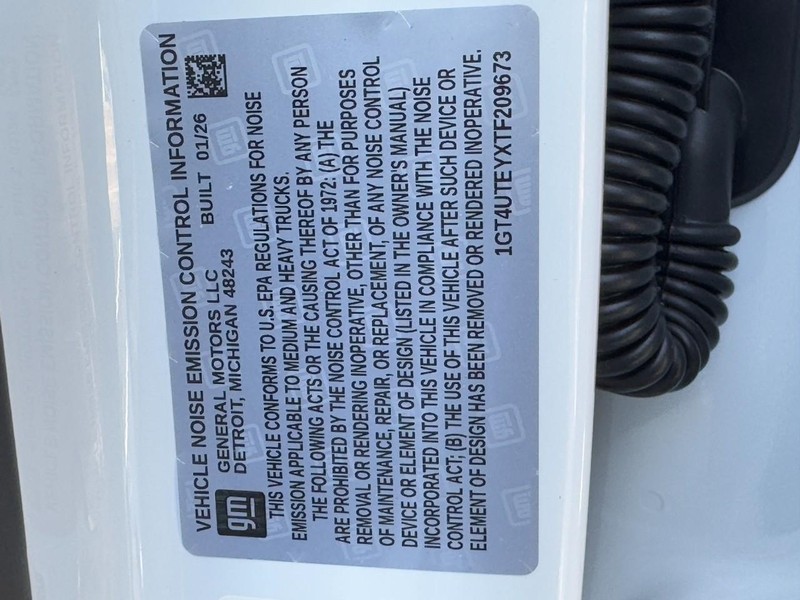 VEHICLE NOISE EMISSION CONTROL INFORMATION
gm
GENERAL MOTORS LLC BUILT 01/26
DETROIT, MICHIGAN 48243
THIS VEHICLE CONFORMS TO U.S. EPA REGULATIONS FOR NOISE
EMISSION APPLICABLE TO MEDIUM AND HEAVY TRUCKS.
THE FOLLOWING ACTS OR THE CAUSING THEREOF BY ANY PERSON
ARE PROHIBITED BY THE NOISE CONTROL ACT OF 1972: (A) THE
REMOVAL OR RENDERING INOPERATIVE, OTHER THAN FOR PURPOSES
OF MAINTENANCE, REPAIR, OR REPLACEMENT, OF ANY NOISE CONTROL
DEVICE OR ELEMENT OF DESIGN (LISTED IN THE OWNER'S MANUAL)
INCORPORATED INTO THIS VEHICLE IN COMPLIANCE WITH THE NOISE
CONTROL ACT; (B) THE USE OF THIS VEHICLE AFTER SUCH DEVICE OR
ELEMENT OF DESIGN HAS BEEN REMOVED OR RENDERED INOPERATIVE.
1GT4UTEYXTF209673